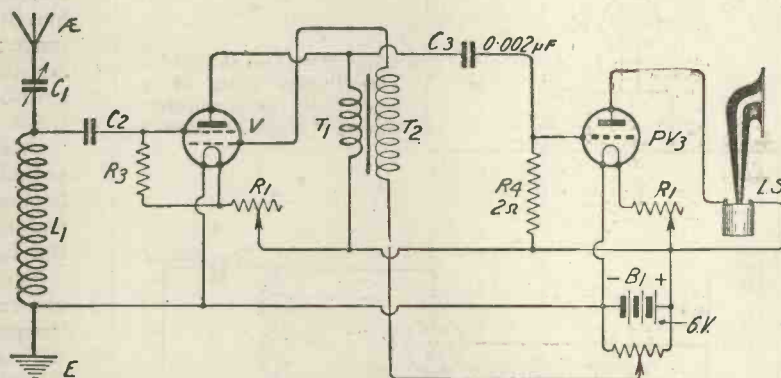 Æ
C1
C2
V
C3 0.002μF
T1 T2
R3
R1
L1
R4
2Ω
PV3
R1
LS
- B1 +
6V.
E